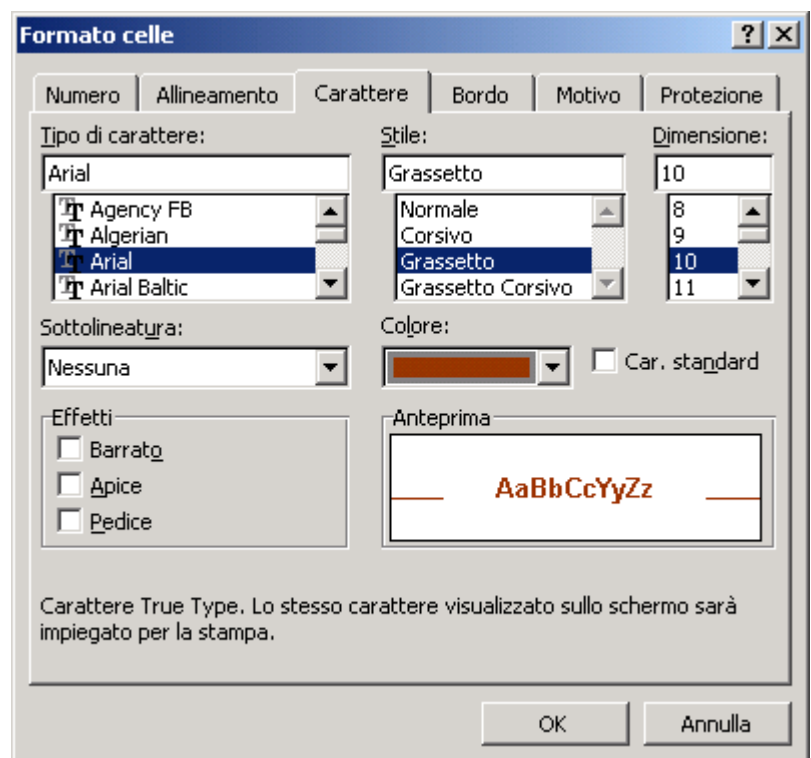 Formato celle
Numero Allineamento Carattere Bordo Motivo Protezione
Tipo di carattere: Stile: Dimensione:
Arial Grassetto 10
Agency FB Normale 8
Algerian Corsivo 9
Arial Grassetto 10
Arial Baltic Grassetto Corsivo 11
Sottolineatura: Colore:
Nessuna Car. standard
Effetti Anteprima
Barrato
Apice AaBbCcYyZz
Pedice
Carattere True Type. Lo stesso carattere visualizzato sullo schermo sarà
impiegato per la stampa.
OK Annulla